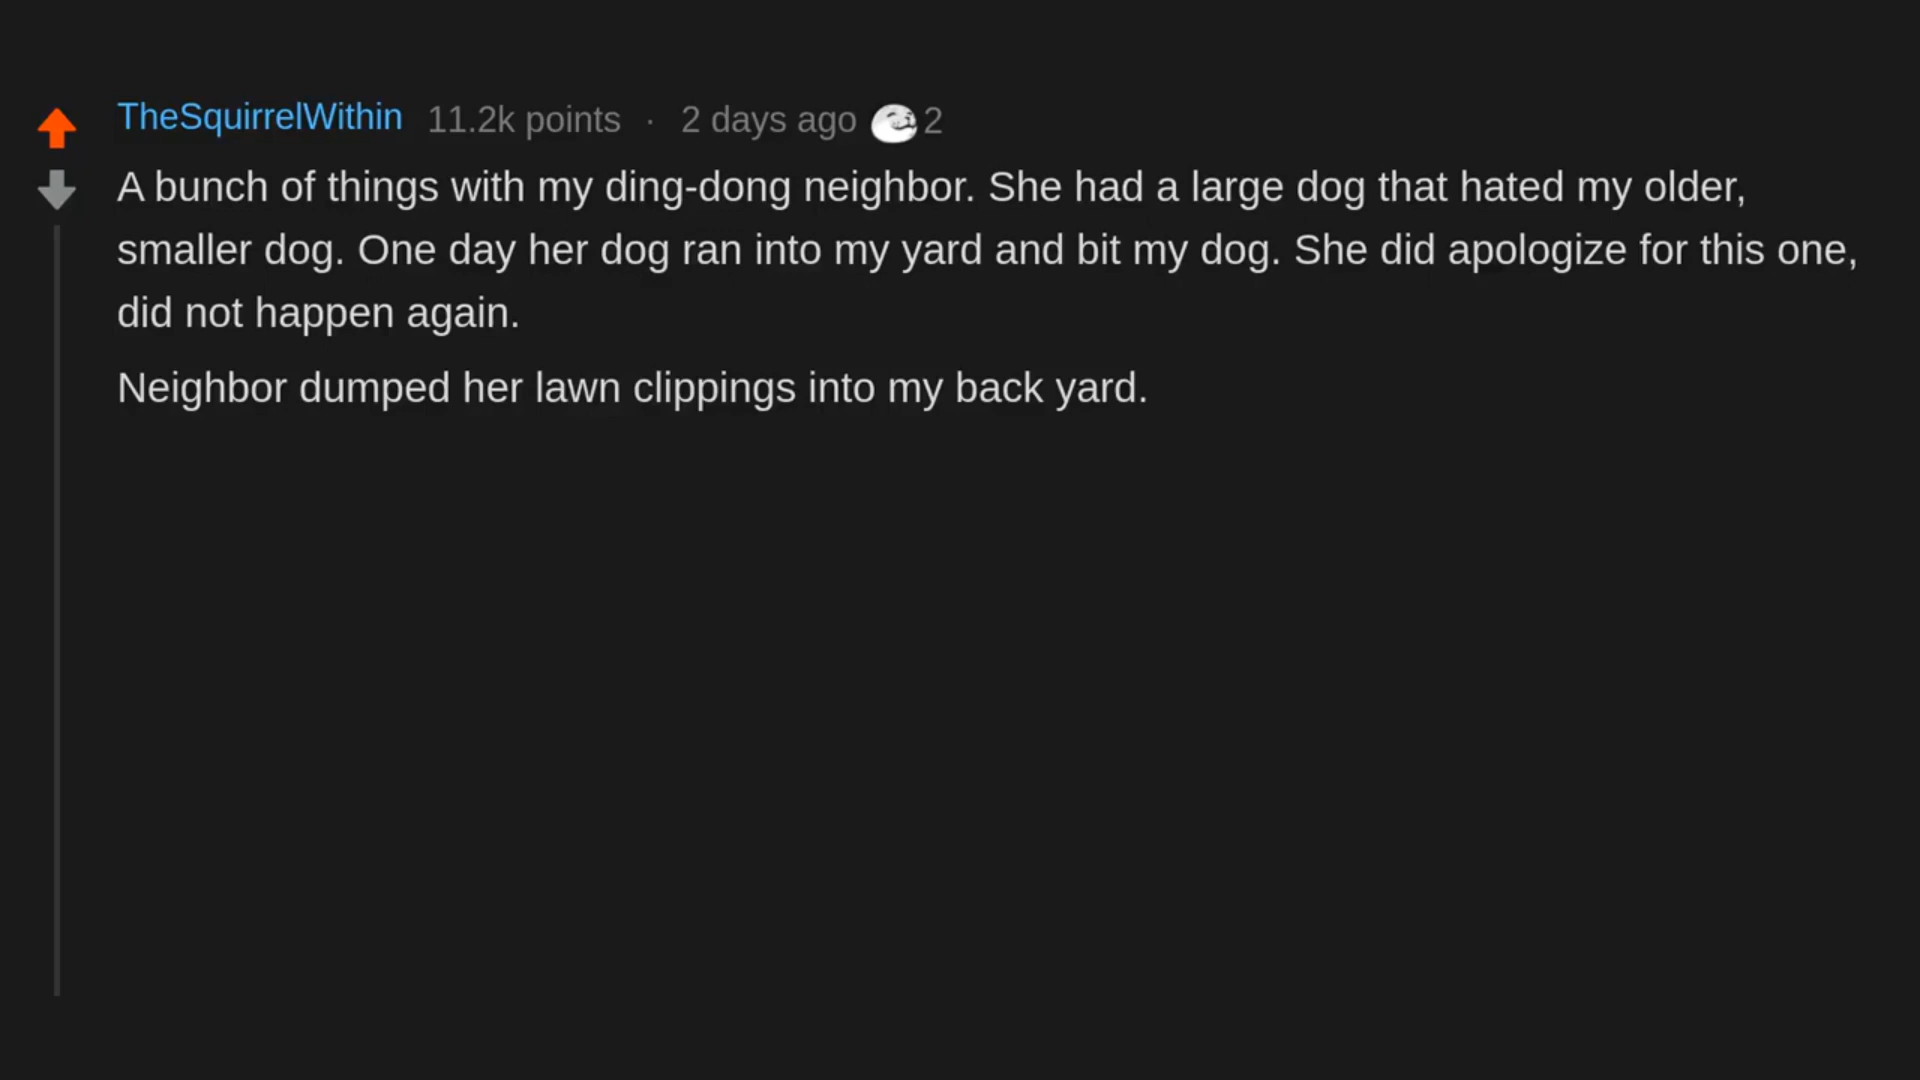 TheSquirrelWithin 11.2k points · 2 days ago 2
A bunch of things with my ding-dong neighbor. She had a large dog that hated my older,
smaller dog. One day her dog ran into my yard and bit my dog. She did apologize for this one,
did not happen again.
Neighbor dumped her lawn clippings into my back yard.